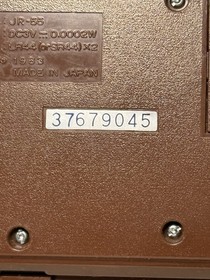 JR-55
DC3V ⎓ 0.0002W
LR44 (or SR44) X2
© 1983
MADE IN JAPAN
37679045